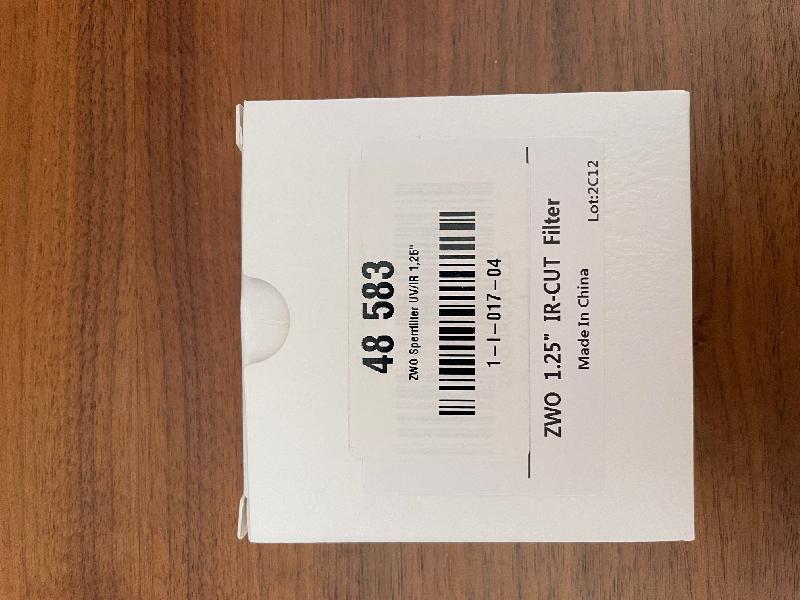 48 583
ZWO Sperrfilter UV/IR 1,25"
1-I-017-04
ZWO 1.25" IR-CUT Filter
Made In China
Lot:2C12